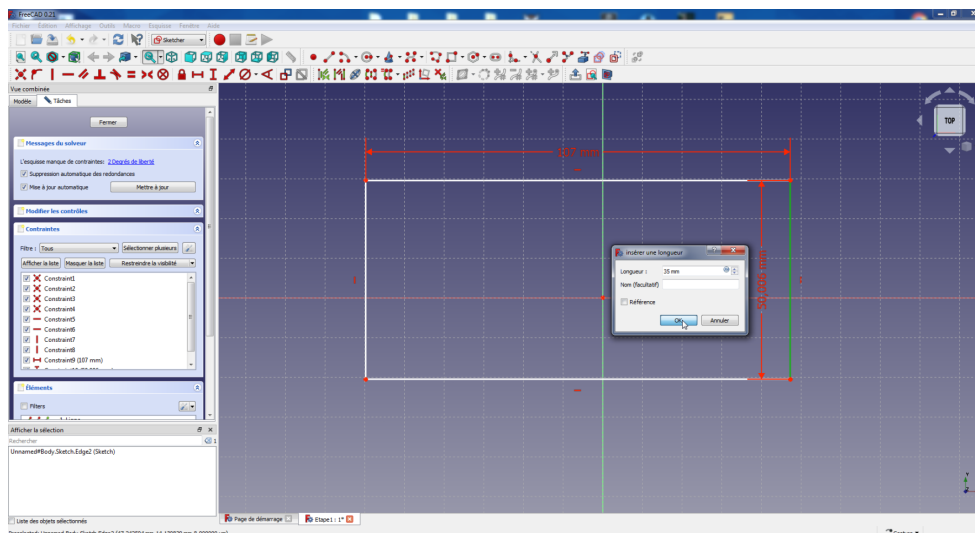 FreeCAD 0.21
Fichier Édition Affichage Outils Macro Esquisse Fenêtre Aide
Sketcher
Vue combinée
Modèle Tâches
Fermer
Messages du solveur
L'esquisse manque de contraintes: 2 Degrés de liberté
Suppression automatique des redondances
Mise à jour automatique Mettre à jour
Modifier les contrôles
Contraintes
Filtre : Tous Sélectionner plusieurs
Afficher la liste Masquer la liste Restreindre la visibilité
Constraint1
Constraint2
Constraint3
Constraint4
Constraint5
Constraint6
Constraint7
Constraint8
Constraint9 (107 mm)
Éléments
Filters
Afficher la sélection
Rechercher 1
Unnamed#Body.Sketch.Edge2 (Sketch)
Liste des objets sélectionnés
107 mm
TOP
Insérer une longueur
Longueur : 35 mm
Nom (facultatif)
Référence
OK Annuler
Page de démarrage Etape1 : 1*